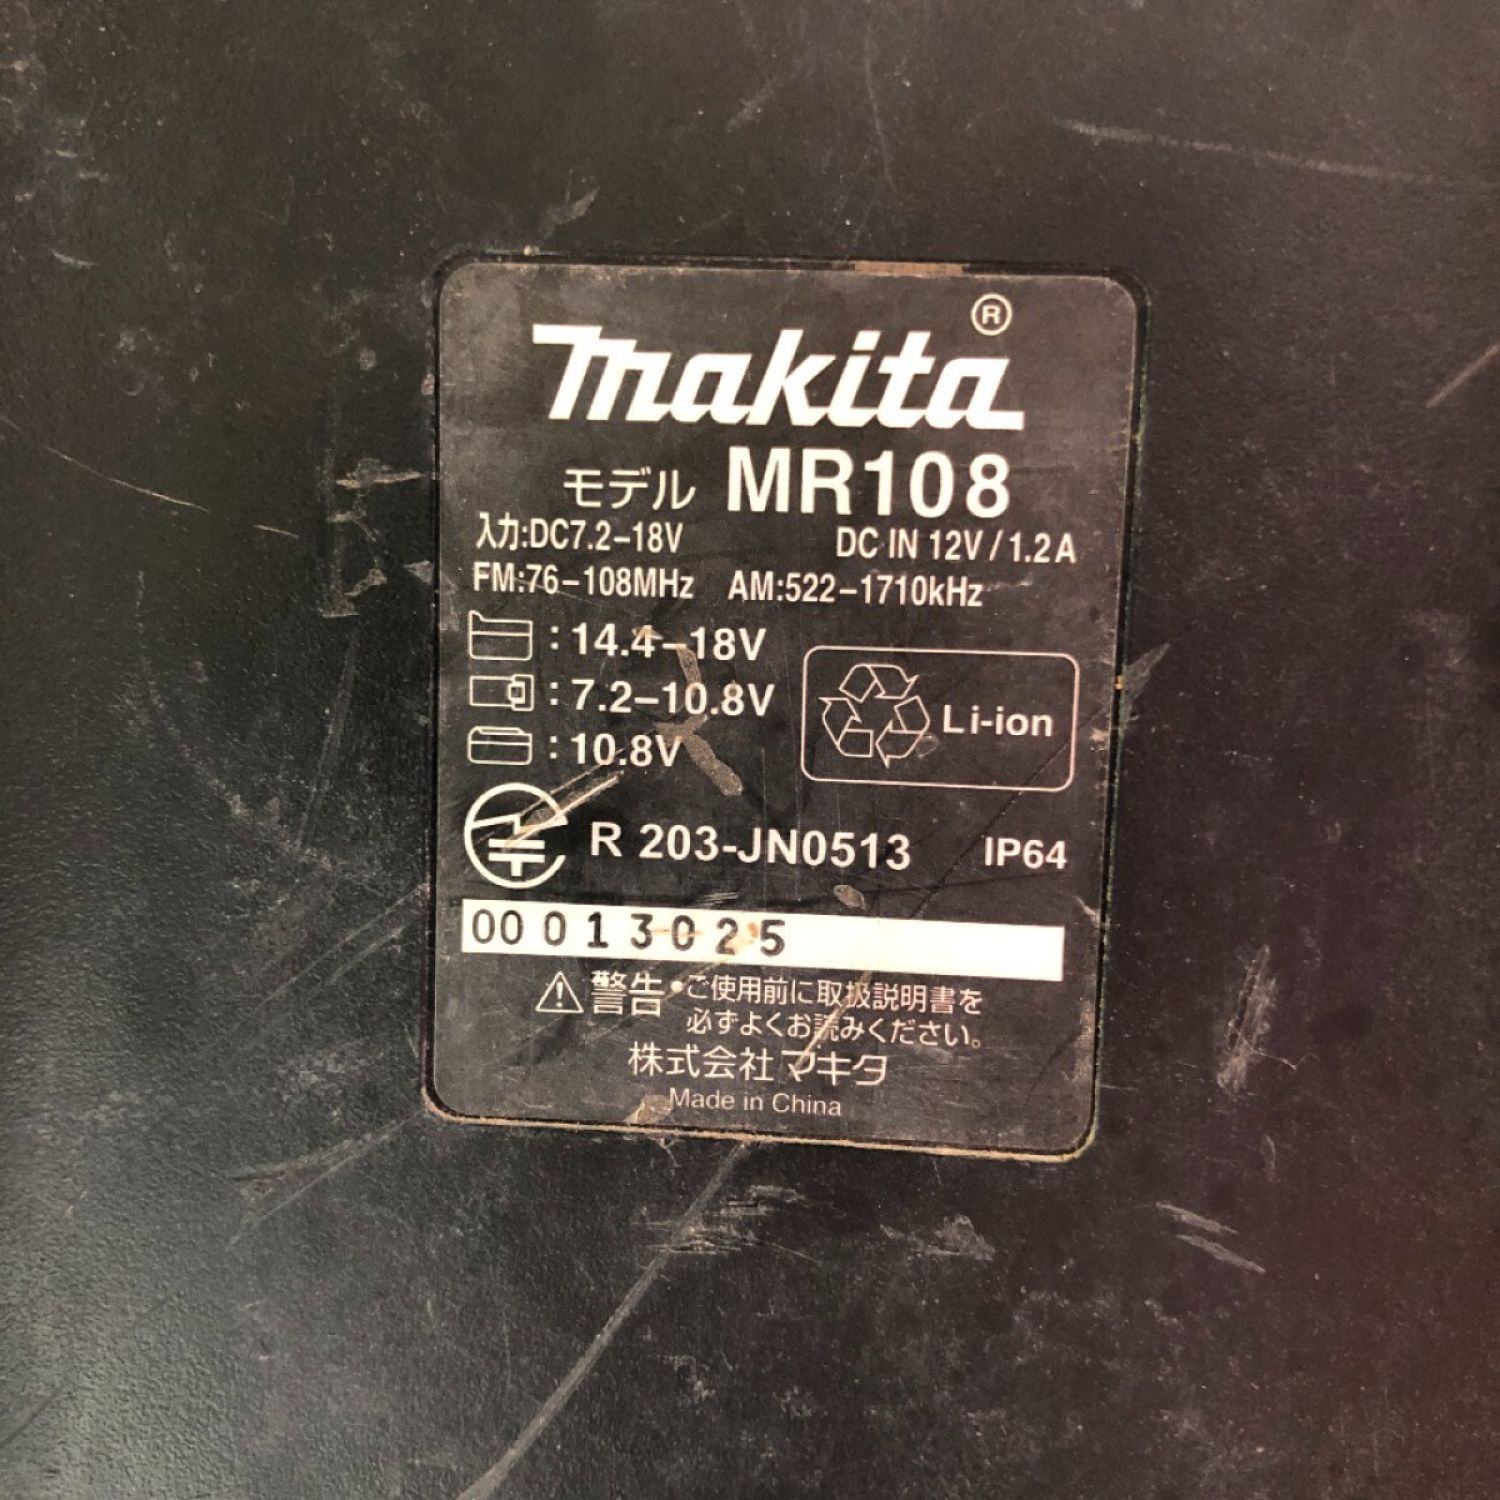 makita®
モデル MR108
入力:DC7.2-18V DC IN 12V/1.2A
FM:76-108MHz AM:522-1710kHz
:14.4-18V
:7.2-10.8V
:10.8V
Li-ion
R 203-JN0513 IP64
00 013025
警告・ご使用前に取扱説明書を
必ずよくお読みください。
株式会社マキタ
Made in China